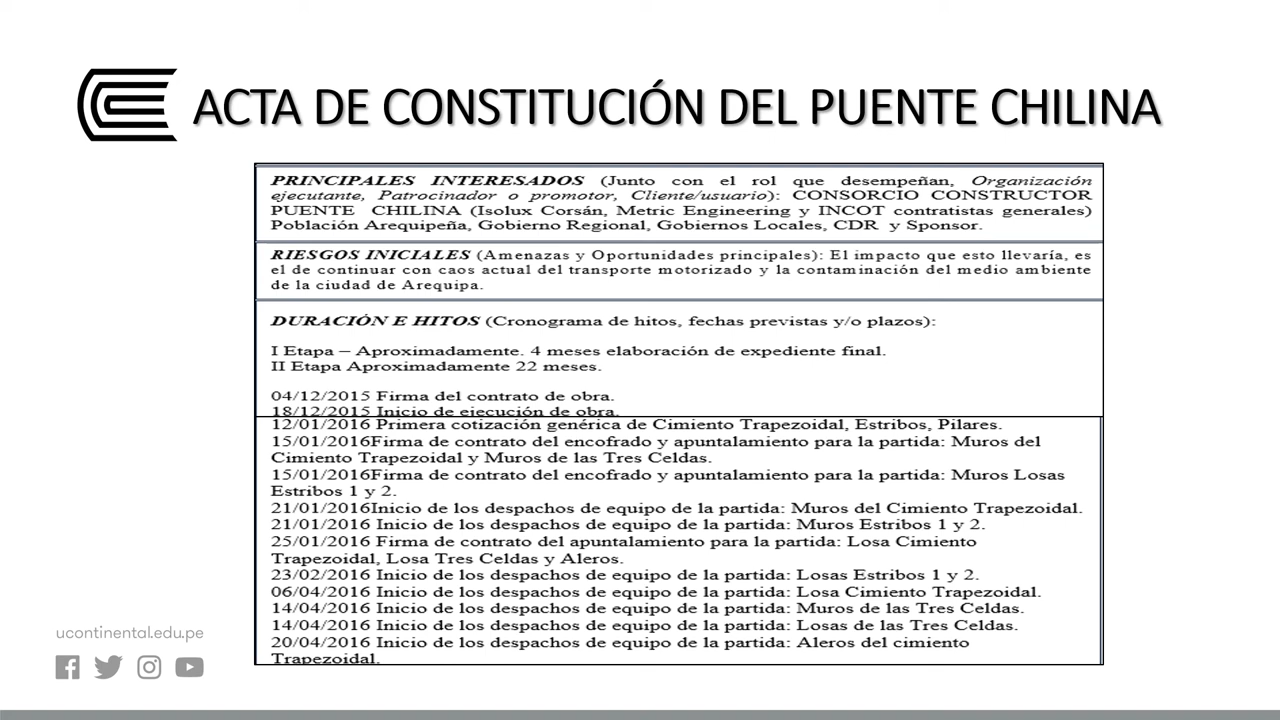 ACTA DE CONSTITUCIÓN DEL PUENTE CHILINA
PRINCIPALES INTERESADOS (Junto con el rol que desempeñan, Organización
ejecutante, Patrocinador o promotor, Cliente/usuario): CONSORCIO CONSTRUCTOR
PUENTE CHILINA (Isolux Corsán, Metric Engineering y INCOT contratistas generales)
Población Arequipeña, Gobierno Regional, Gobiernos Locales, CDR y Sponsor.
RIESGOS INICIALES (Amenazas y Oportunidades principales): El impacto que esto llevaría, es
el de continuar con caos actual del transporte motorizado y la contaminación del medio ambiente
de la ciudad de Arequipa.
DURACIÓN E HITOS (Cronograma de hitos, fechas previstas y/o plazos):
I Etapa – Aproximadamente. 4 meses elaboración de expediente final.
II Etapa Aproximadamente 22 meses.
04/12/2015 Firma del contrato de obra.
18/12/2015 Inicio de ejecución de obra.
12/01/2016 Primera cotización genérica de Cimiento Trapezoidal, Estribos, Pilares.
15/01/2016Firma de contrato del encofrado y apuntalamiento para la partida: Muros del
Cimiento Trapezoidal y Muros de las Tres Celdas.
15/01/2016Firma de contrato del encofrado y apuntalamiento para la partida: Muros Losas
Estribos 1 y 2.
21/01/2016Inicio de los despachos de equipo de la partida: Muros del Cimiento Trapezoidal.
21/01/2016 Inicio de los despachos de equipo de la partida: Muros Estribos 1 y 2.
25/01/2016 Firma de contrato del apuntalamiento para la partida: Losa Cimiento
Trapezoidal, Losa Tres Celdas y Aleros.
23/02/2016 Inicio de los despachos de equipo de la partida: Losas Estribos 1 y 2.
06/04/2016 Inicio de los despachos de equipo de la partida: Losa Cimiento Trapezoidal.
14/04/2016 Inicio de los despachos de equipo de la partida: Muros de las Tres Celdas.
14/04/2016 Inicio de los despachos de equipo de la partida: Losas de las Tres Celdas.
20/04/2016 Inicio de los despachos de equipo de la partida: Aleros del cimiento
Trapezoidal.
ucontinental.edu.pe